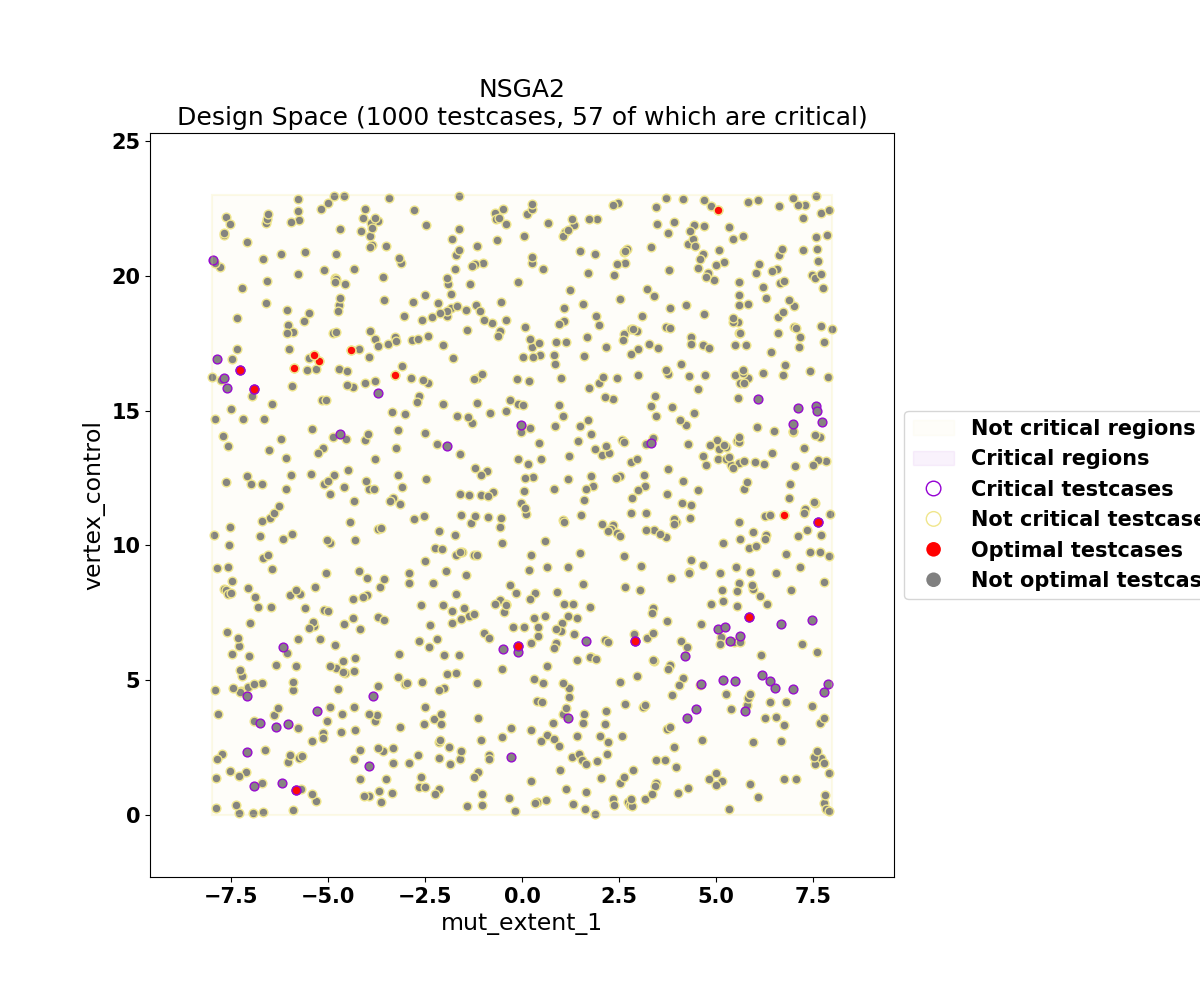 NSGA2
Design Space (1000 testcases, 57 of which are critical)
25
20
15
10
5
0
vertex_control
−7.5
−5.0
−2.5
0.0
2.5
5.0
7.5
mut_extent_1
Not critical regions
Critical regions
Critical testcases
Not critical testcase
Optimal testcases
Not optimal testcas